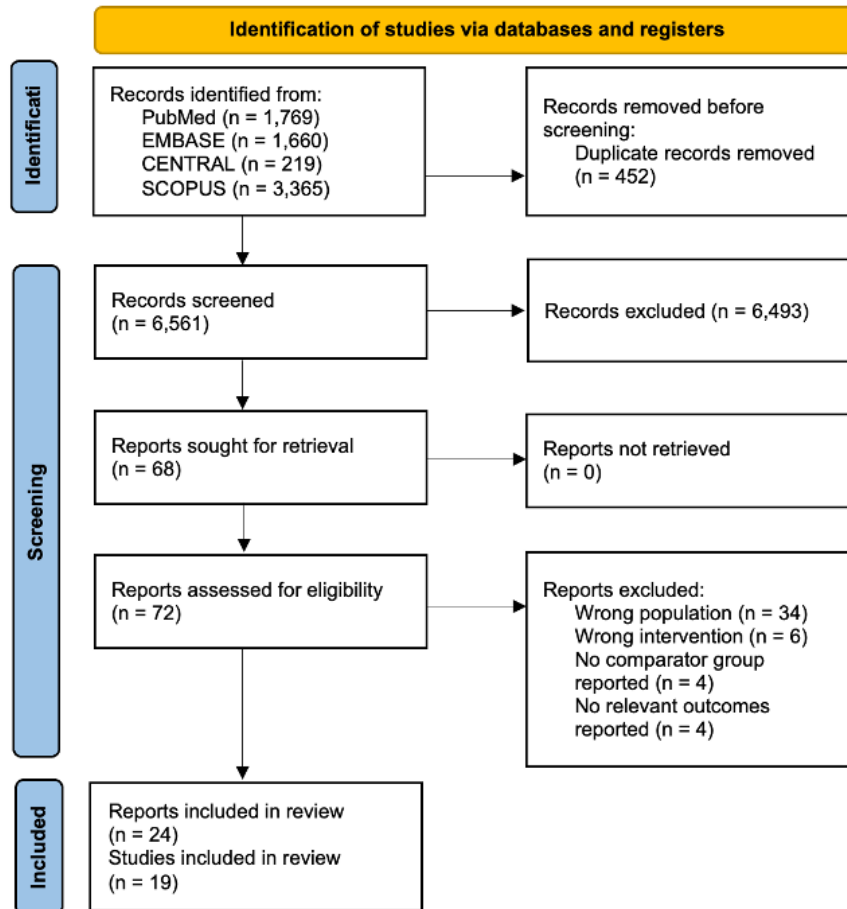 Identification of studies via databases and registers
Identificati
Records identified from:
PubMed (n = 1,769)
EMBASE (n = 1,660)
CENTRAL (n = 219)
SCOPUS (n = 3,365)
Records removed before
screening:
Duplicate records removed
(n = 452)
Screening
Records screened
(n = 6,561)
Records excluded (n = 6,493)
Reports sought for retrieval
(n = 68)
Reports not retrieved
(n = 0)
Reports assessed for eligibility
(n = 72)
Reports excluded:
Wrong population (n = 34)
Wrong intervention (n = 6)
No comparator group
reported (n = 4)
No relevant outcomes
reported (n = 4)
Included
Reports included in review
(n = 24)
Studies included in review
(n = 19)